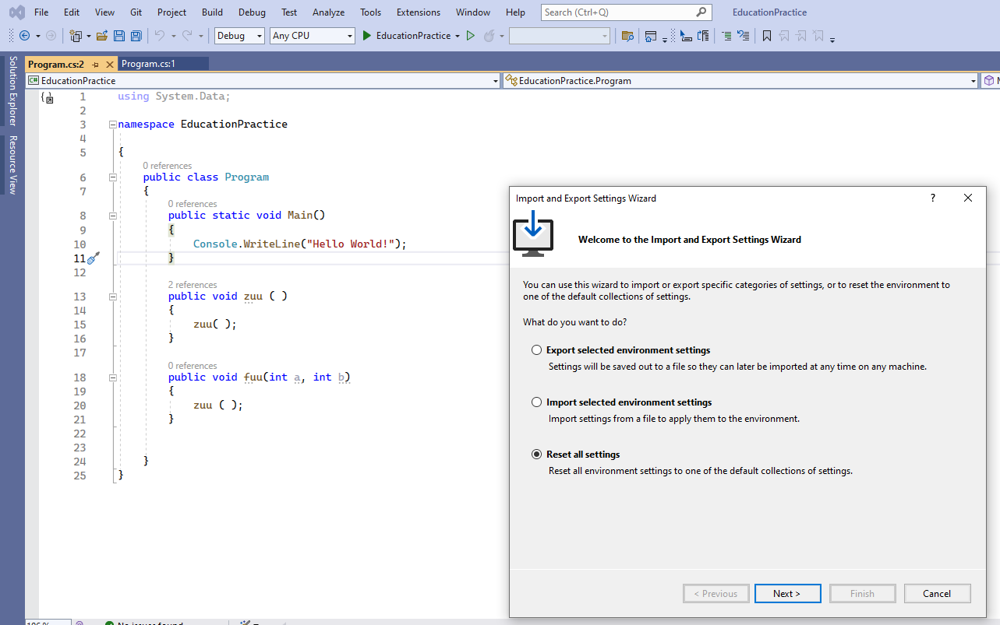 File Edit View Git Project Build Debug Test Analyze Tools Extensions Window Help Search (Ctrl+Q) EducationPractice
Debug Any CPU EducationPractice
Program.cs:2 Program.cs:1
Solution Explorer
Resource View
C# EducationPractice EducationPractice.Program
1 using System.Data;
2
3 namespace EducationPractice
4
5 {
0 references
6 public class Program
7 {
0 references
8 public static void Main()
9 {
10 Console.WriteLine("Hello World!");
11 }
12
2 references
13 public void zuu ( )
14 {
15 zuu( );
16 }
17
0 references
18 public void fuu(int a, int b)
19 {
20 zuu ( );
21 }
22
23
24 }
25 }
Import and Export Settings Wizard ?
Welcome to the Import and Export Settings Wizard
You can use this wizard to import or export specific categories of settings, or to reset the environment to
one of the default collections of settings.
What do you want to do?
Export selected environment settings
Settings will be saved out to a file so they can later be imported at any time on any machine.
Import selected environment settings
Import settings from a file to apply them to the environment.
Reset all settings
Reset all environment settings to one of the default collections of settings.
< Previous Next > Finish Cancel
No issues found